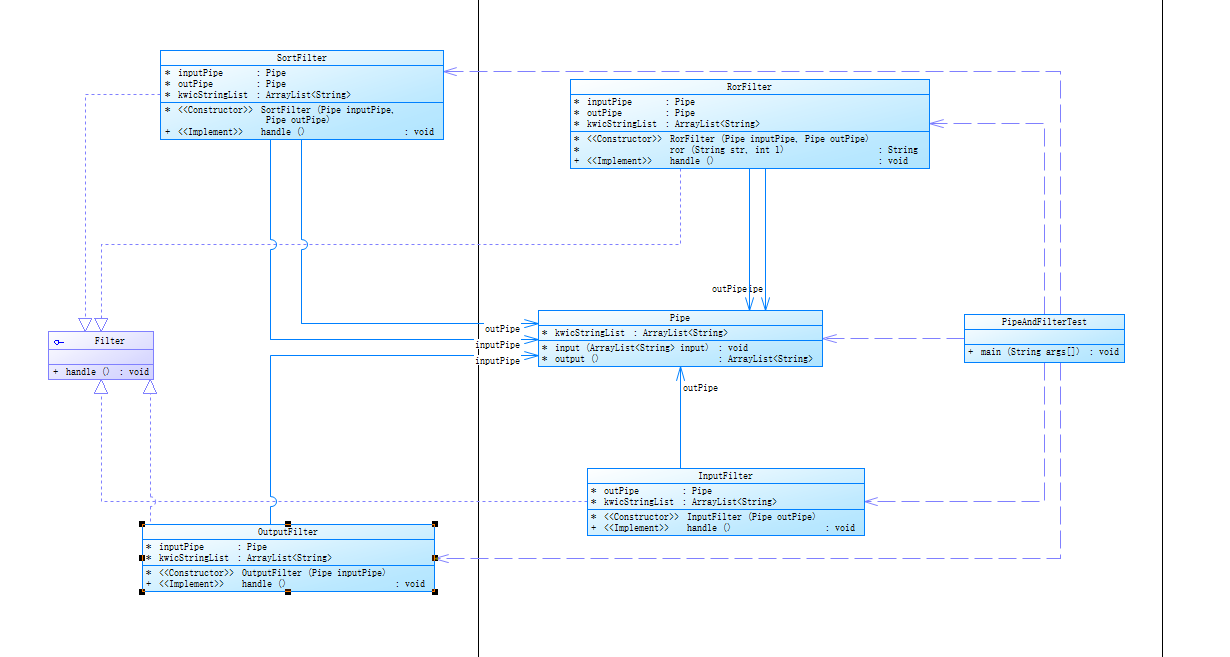 SortFilter
* inputPipe : Pipe
* outPipe : Pipe
* kwicStringList : ArrayList<String>
* <<Constructor>> SortFilter (Pipe inputPipe,
Pipe outPipe)
+ <<Implement>> handle () : void
RorFilter
* inputPipe : Pipe
* outPipe : Pipe
* kwicStringList : ArrayList<String>
* <<Constructor>> RorFilter (Pipe inputPipe, Pipe outPipe)
* ror (String str, int l) : String
+ <<Implement>> handle () : void
outPipe
Pipe
* kwicStringList : ArrayList<String>
* input (ArrayList<String> input) : void
* output () : ArrayList<String>
PipeAndFilterTest
+ main (String args[]) : void
outPipe
inputPipe
inputPipe
Filter
+ handle () : void
outPipe
InputFilter
* outPipe : Pipe
* kwicStringList : ArrayList<String>
* <<Constructor>> InputFilter (Pipe outPipe)
+ <<Implement>> handle () : void
OutputFilter
* inputPipe : Pipe
* kwicStringList : ArrayList<String>
* <<Constructor>> OutputFilter (Pipe inputPipe)
+ <<Implement>> handle () : void